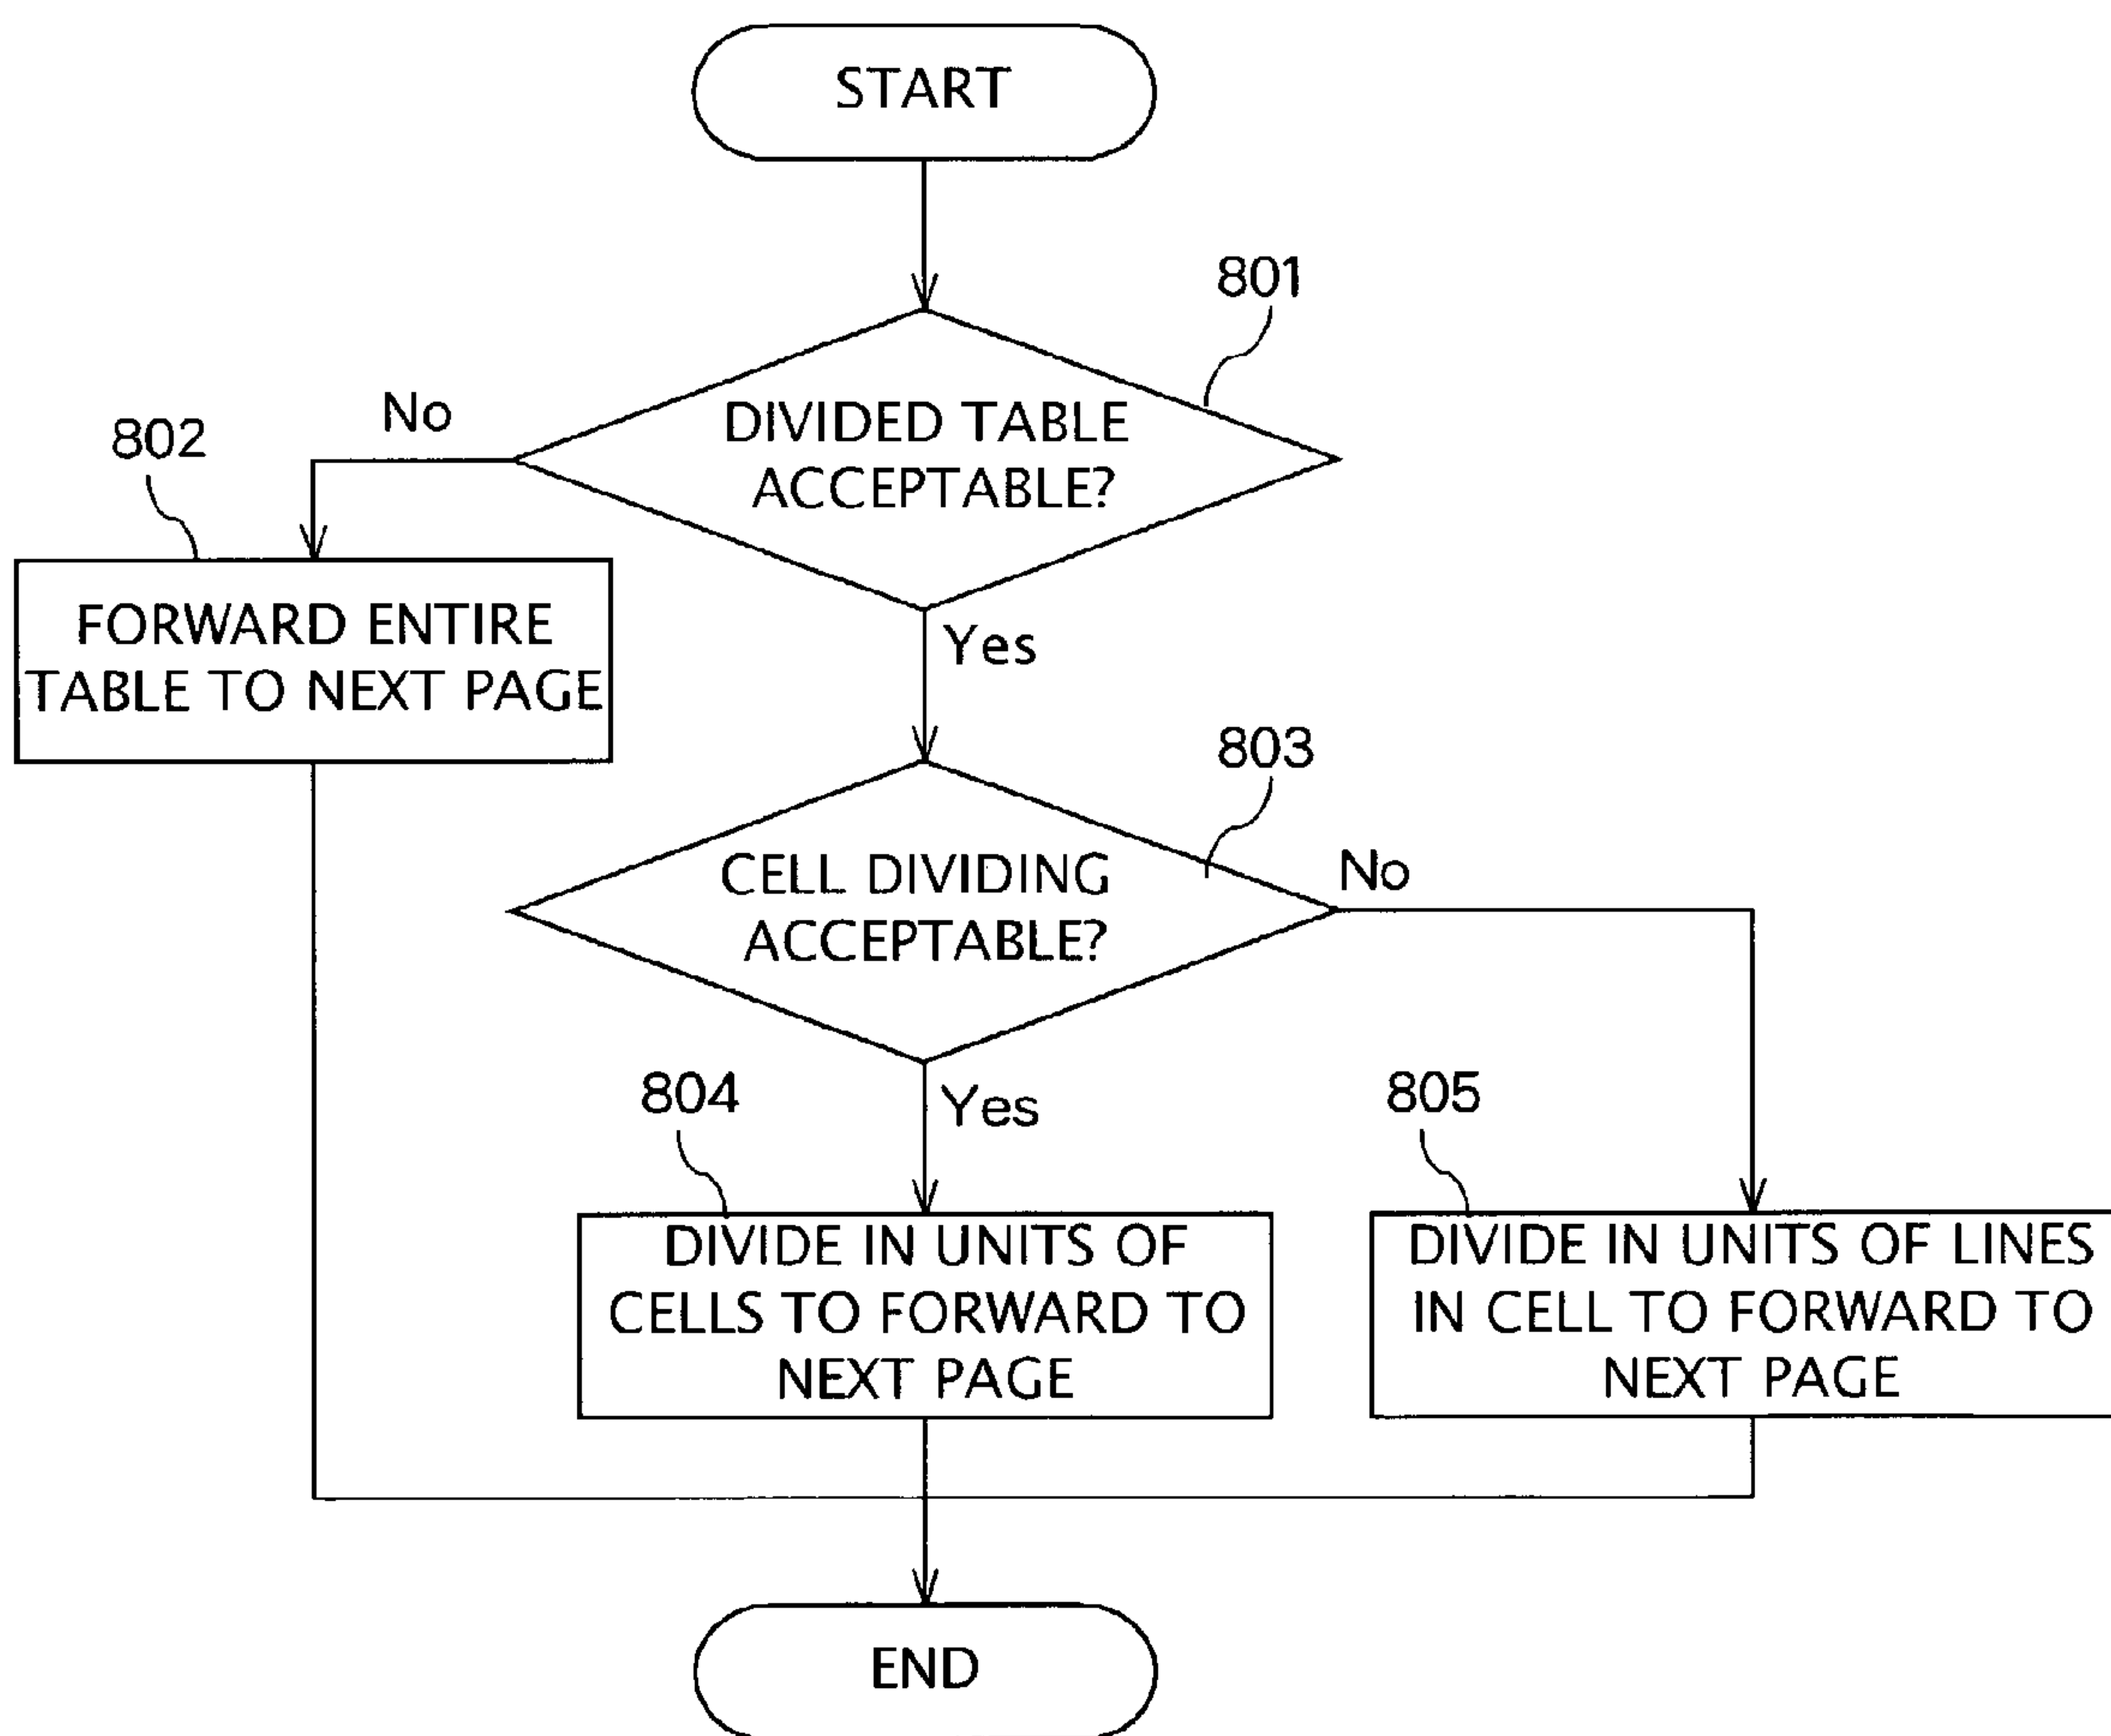 START
801
DIVIDED TABLE
ACCEPTABLE?
No
802
FORWARD ENTIRE
TABLE TO NEXT PAGE
Yes
803
CELL DIVIDING
ACCEPTABLE?
No
Yes
804
DIVIDE IN UNITS OF
CELLS TO FORWARD TO
NEXT PAGE
805
DIVIDE IN UNITS OF LINES
IN CELL TO FORWARD TO
NEXT PAGE
END